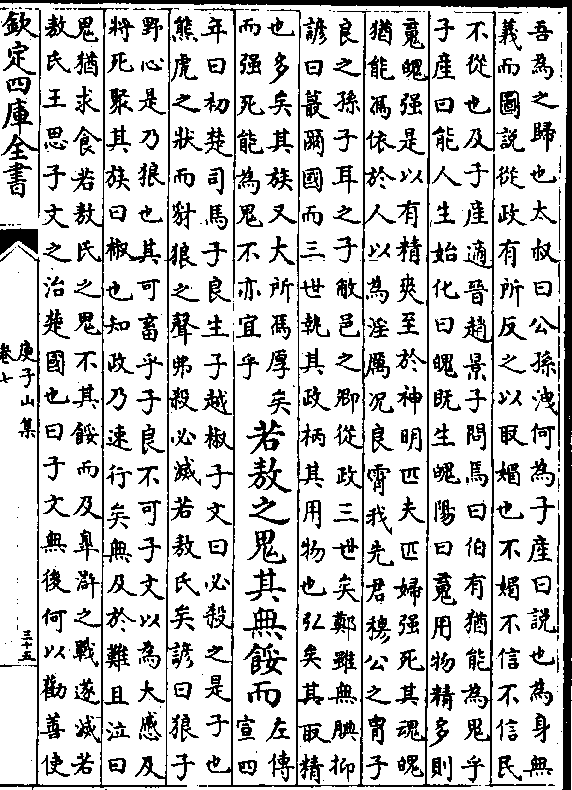 吾為之歸也太叔曰公孫洩何為子產曰說也為身無
義而圖說從政有所反之以取媚也不媚不信不信民
不從也及子產適晉趙景子問焉曰伯有猶能為鬼乎
子產曰能人生始化曰魄既生魄陽曰䰟用物精多則
䰟魄强是以有精爽至於神明匹夫匹婦强死其魂魄
猶能馮依於人以為淫厲况良霄我先君穆公之胄子
良之孫子耳之子敝邑之卿從政三世矣鄭雖無腆抑
諺曰蕞爾國而三世執其政柄其用物也弘矣其取精
也多矣其族又大所馮厚矣
而强死能為鬼不亦宜乎
若敖之鬼其無餒而
左傳
宣四
年曰初楚司馬子良生子越椒子文曰必殺之是子也
熊虎之狀而豺狼之聲弗殺必滅若敖氏矣諺曰狼子
野心是乃狼也其可畜乎子良不可子文以為大感及
將死聚其族曰椒也知政乃速行矣無及於難且泣曰
鬼猶求食若敖氏之鬼不其餒而及臯滸之戰遂滅若
敖氏王思子文之治楚國也曰子文無後何以勸善使
欽定四庫全書
庾子山集
卷七
三十五